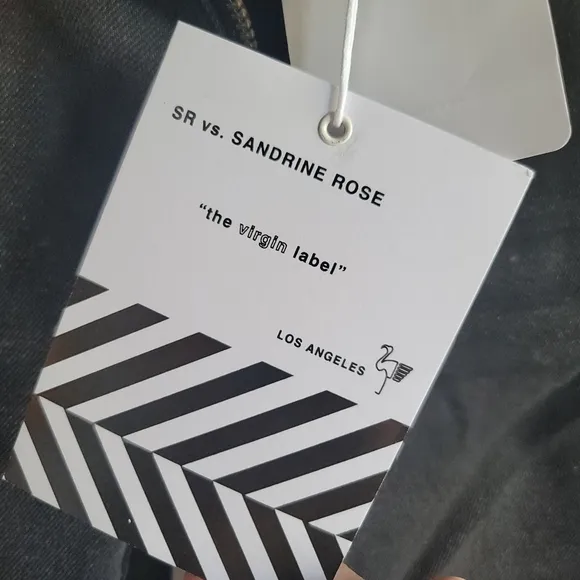 SR vs. SANDRINE ROSE
“the virgin label”
LOS ANGELES